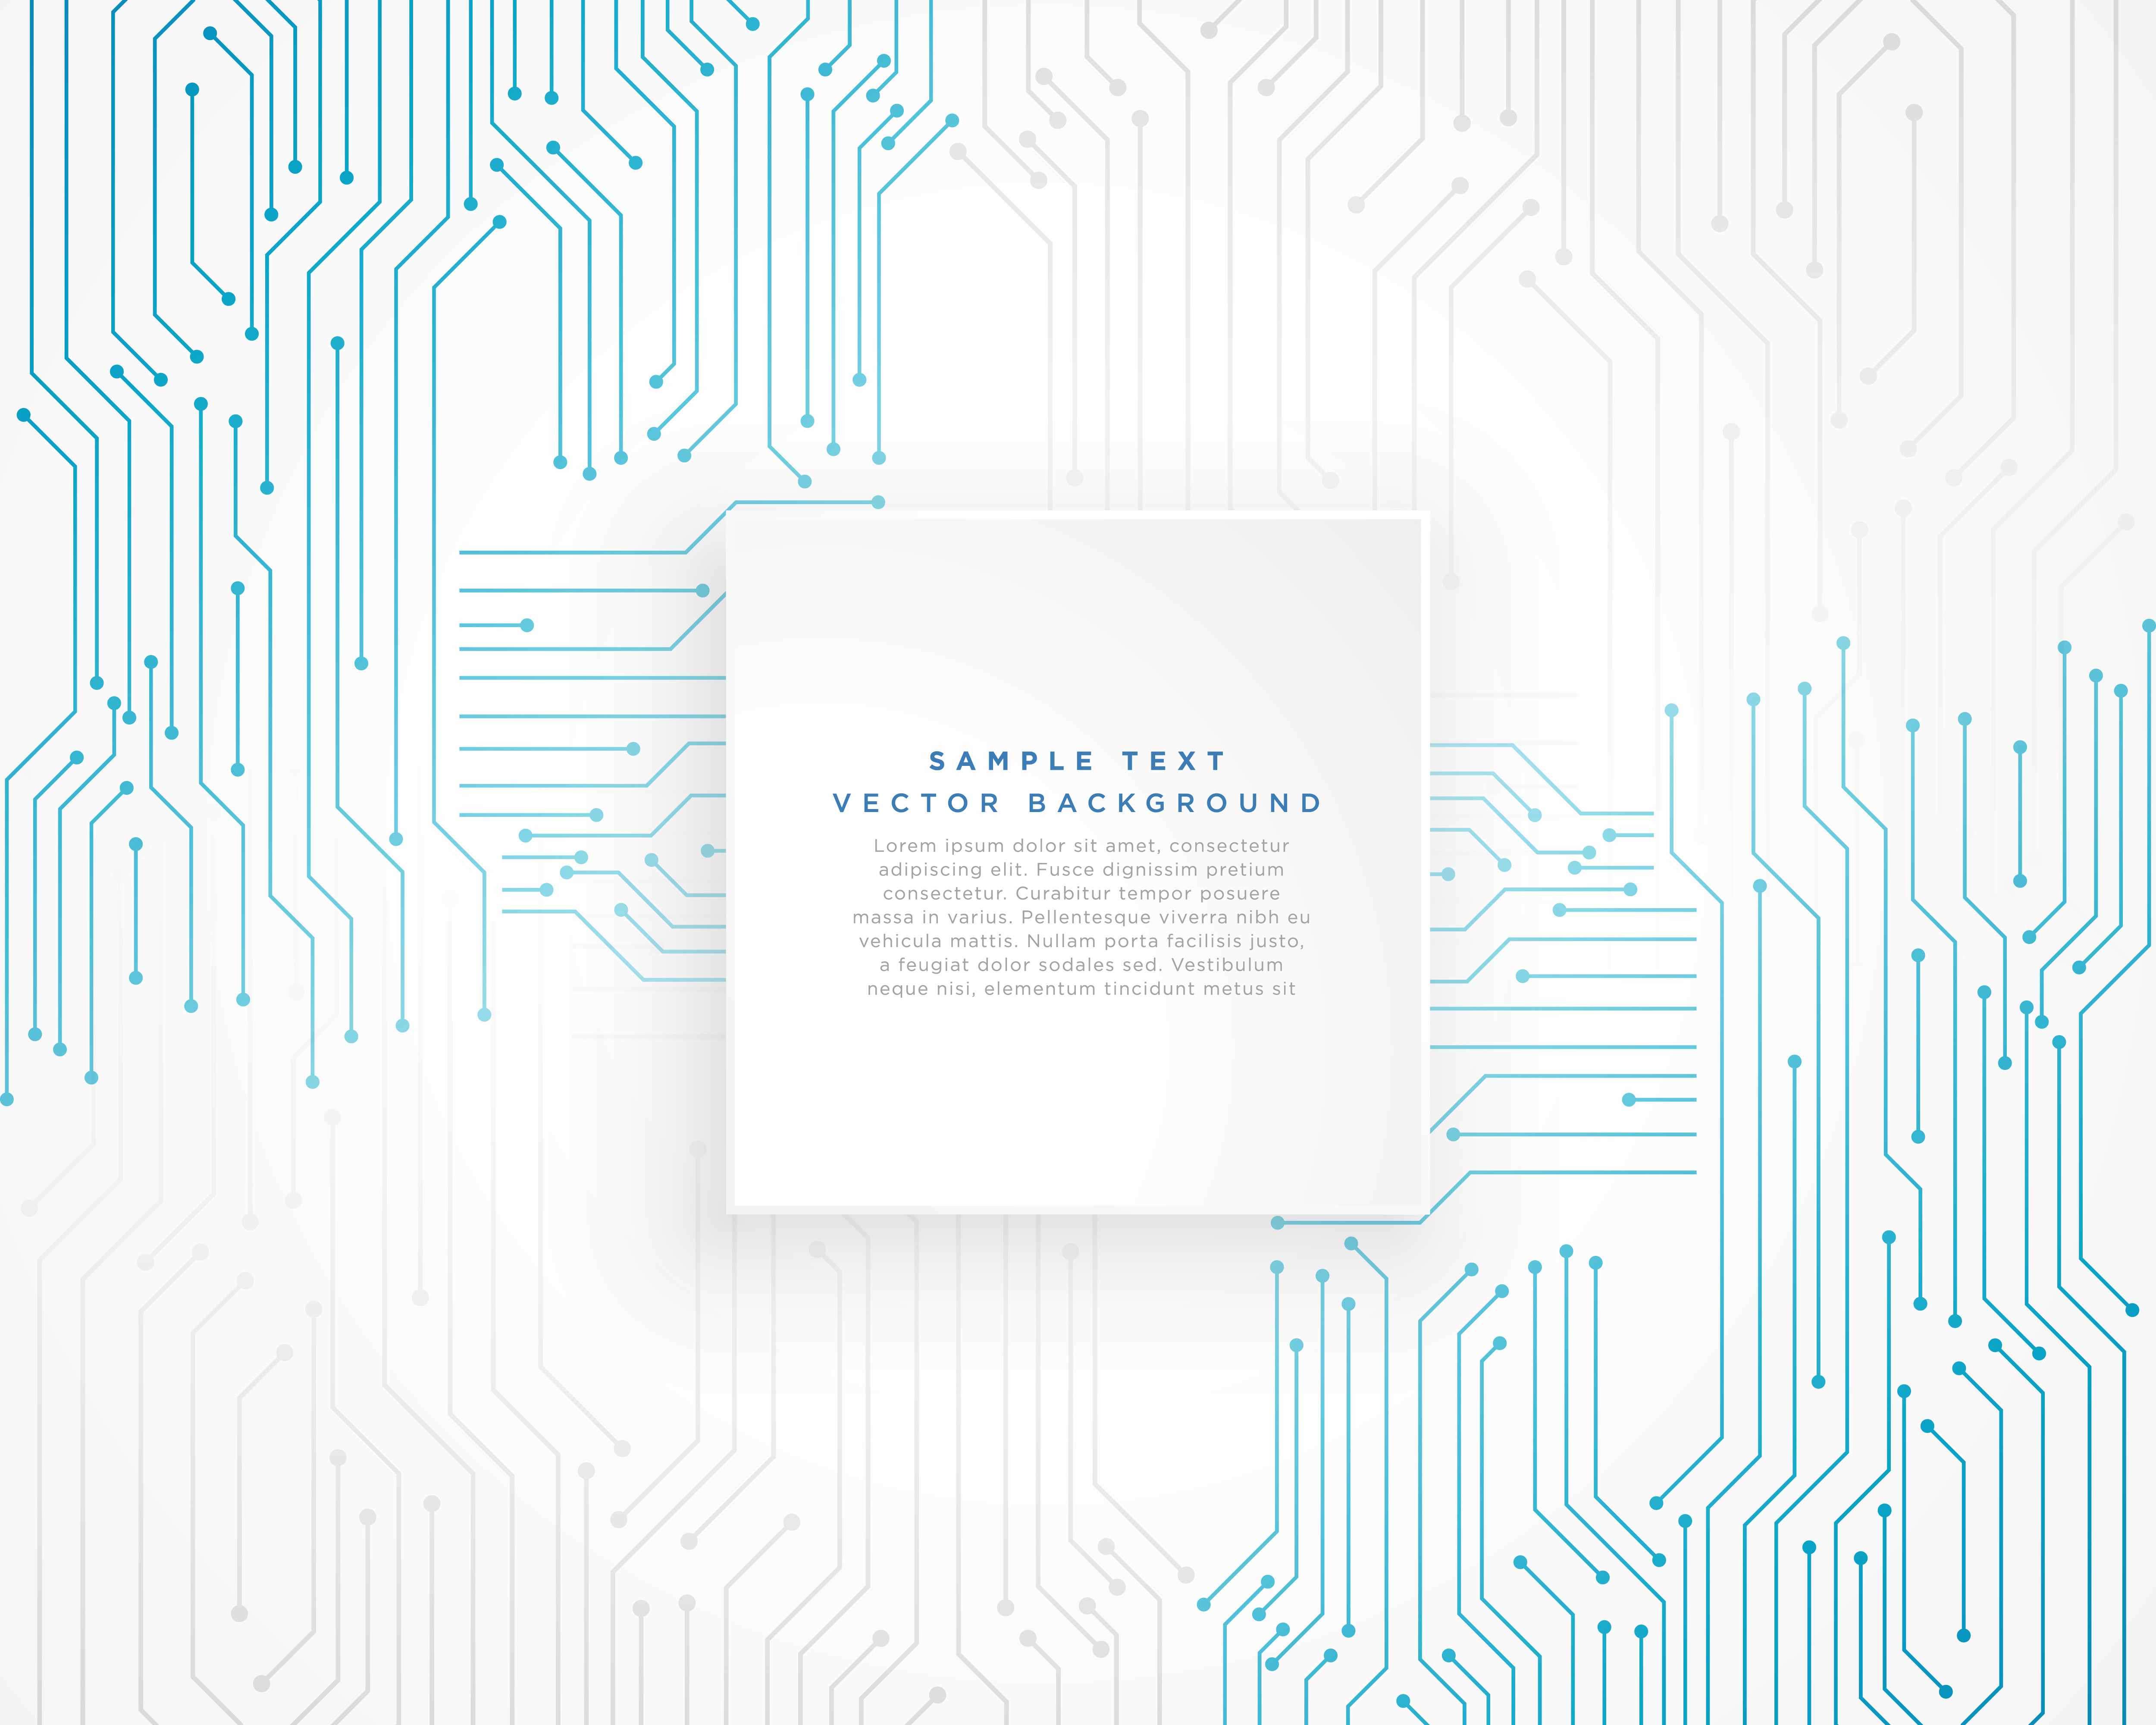 SAMPLE TEXT
VECTOR BACKGROUND
Lorem ipsum dolor sit amet, consectetur
adipiscing elit. Fusce dignissim pretium
consectetur. Curabitur tempor posuere
massa in varius. Pellentesque viverra nibh eu
vehicula mattis. Nullam porta facilisis justo,
a feugiat dolor sodales sed. Vestibulum
neque nisi, elementum tincidunt metus sit